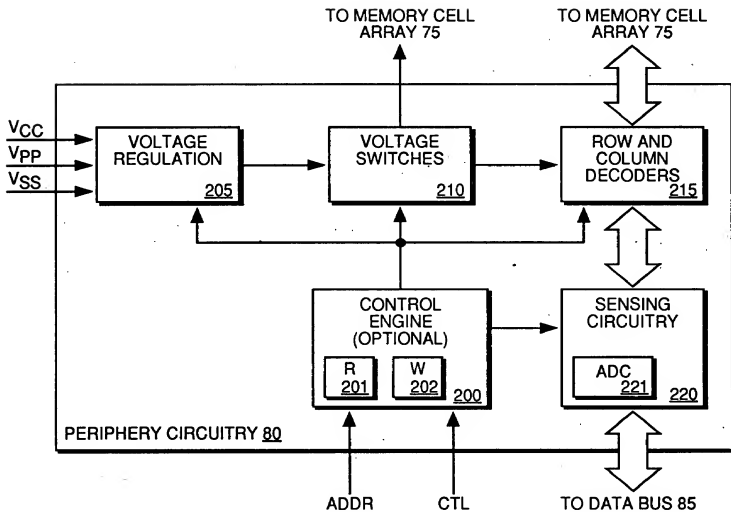 TO MEMORY CELL
ARRAY 75
TO MEMORY CELL
ARRAY 75
VCC
VPP
VSS
VOLTAGE
REGULATION
205
VOLTAGE
SWITCHES
210
ROW AND
COLUMN
DECODERS
215
CONTROL
ENGINE
(OPTIONAL)
R
201
W
202
200
SENSING
CIRCUITRY
ADC
221
220
PERIPHERY CIRCUITRY 80
ADDR
CTL
TO DATA BUS 85